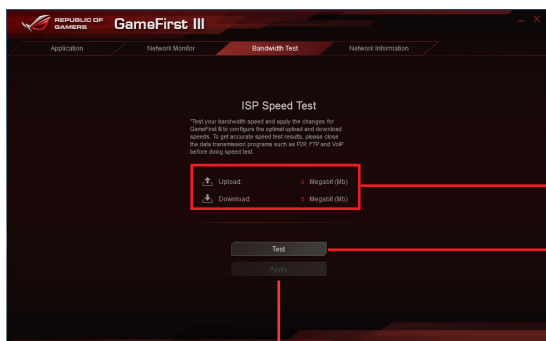 REPUBLIC OF
GAMERS
GameFirst III
Application Network Monitor Bandwidth Test Network Information
ISP Speed Test
*Test your bandwidth speed and apply the changes for
GameFirst III to configure the optimal upload and download
speeds. To get accurate speed test results, please close
the data transmission programs such as P2P, FTP and VoIP
before doing speed test.
Upload: 0 Megabit (Mb)
Download: 0 Megabit (Mb)
Test
Apply